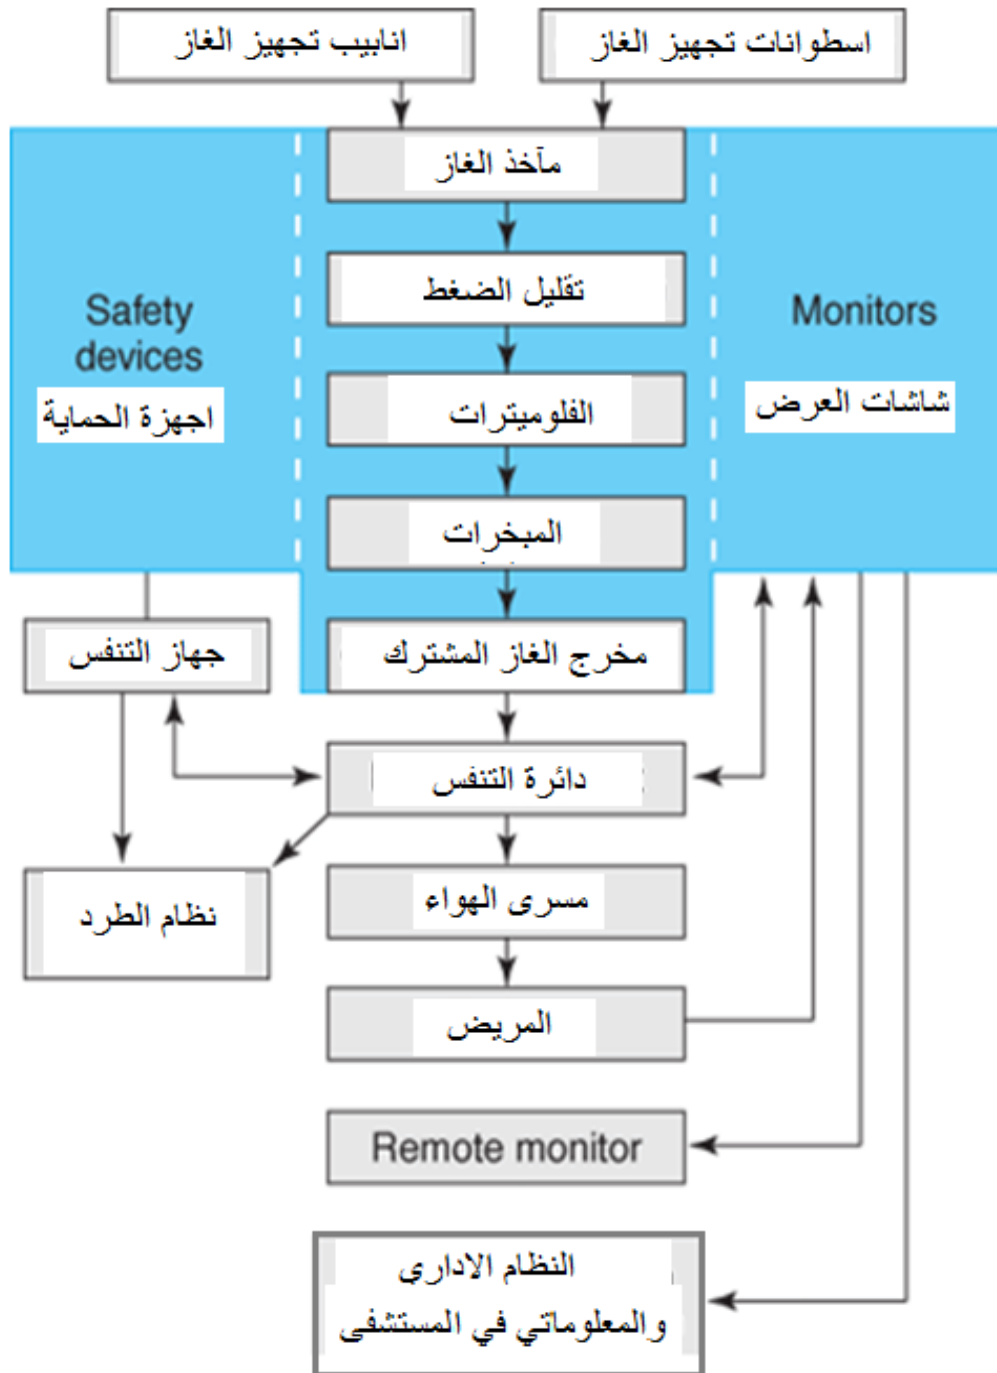 اسطوانات تجهيز الغاز
انابيب تجهيز الغاز
مآخذ الغاز
تقليل الضغط
Safety
devices
اجهزة الحماية
Monitors
شاشات العرض
الفلوميترات
المبخرات
مخرج الغاز المشترك
جهاز التنفس
دائرة التنفس
مسرى الهواء
نظام الطرد
المريض
Remote monitor
النظام الادارى
والمعلوماتي في المستشفى